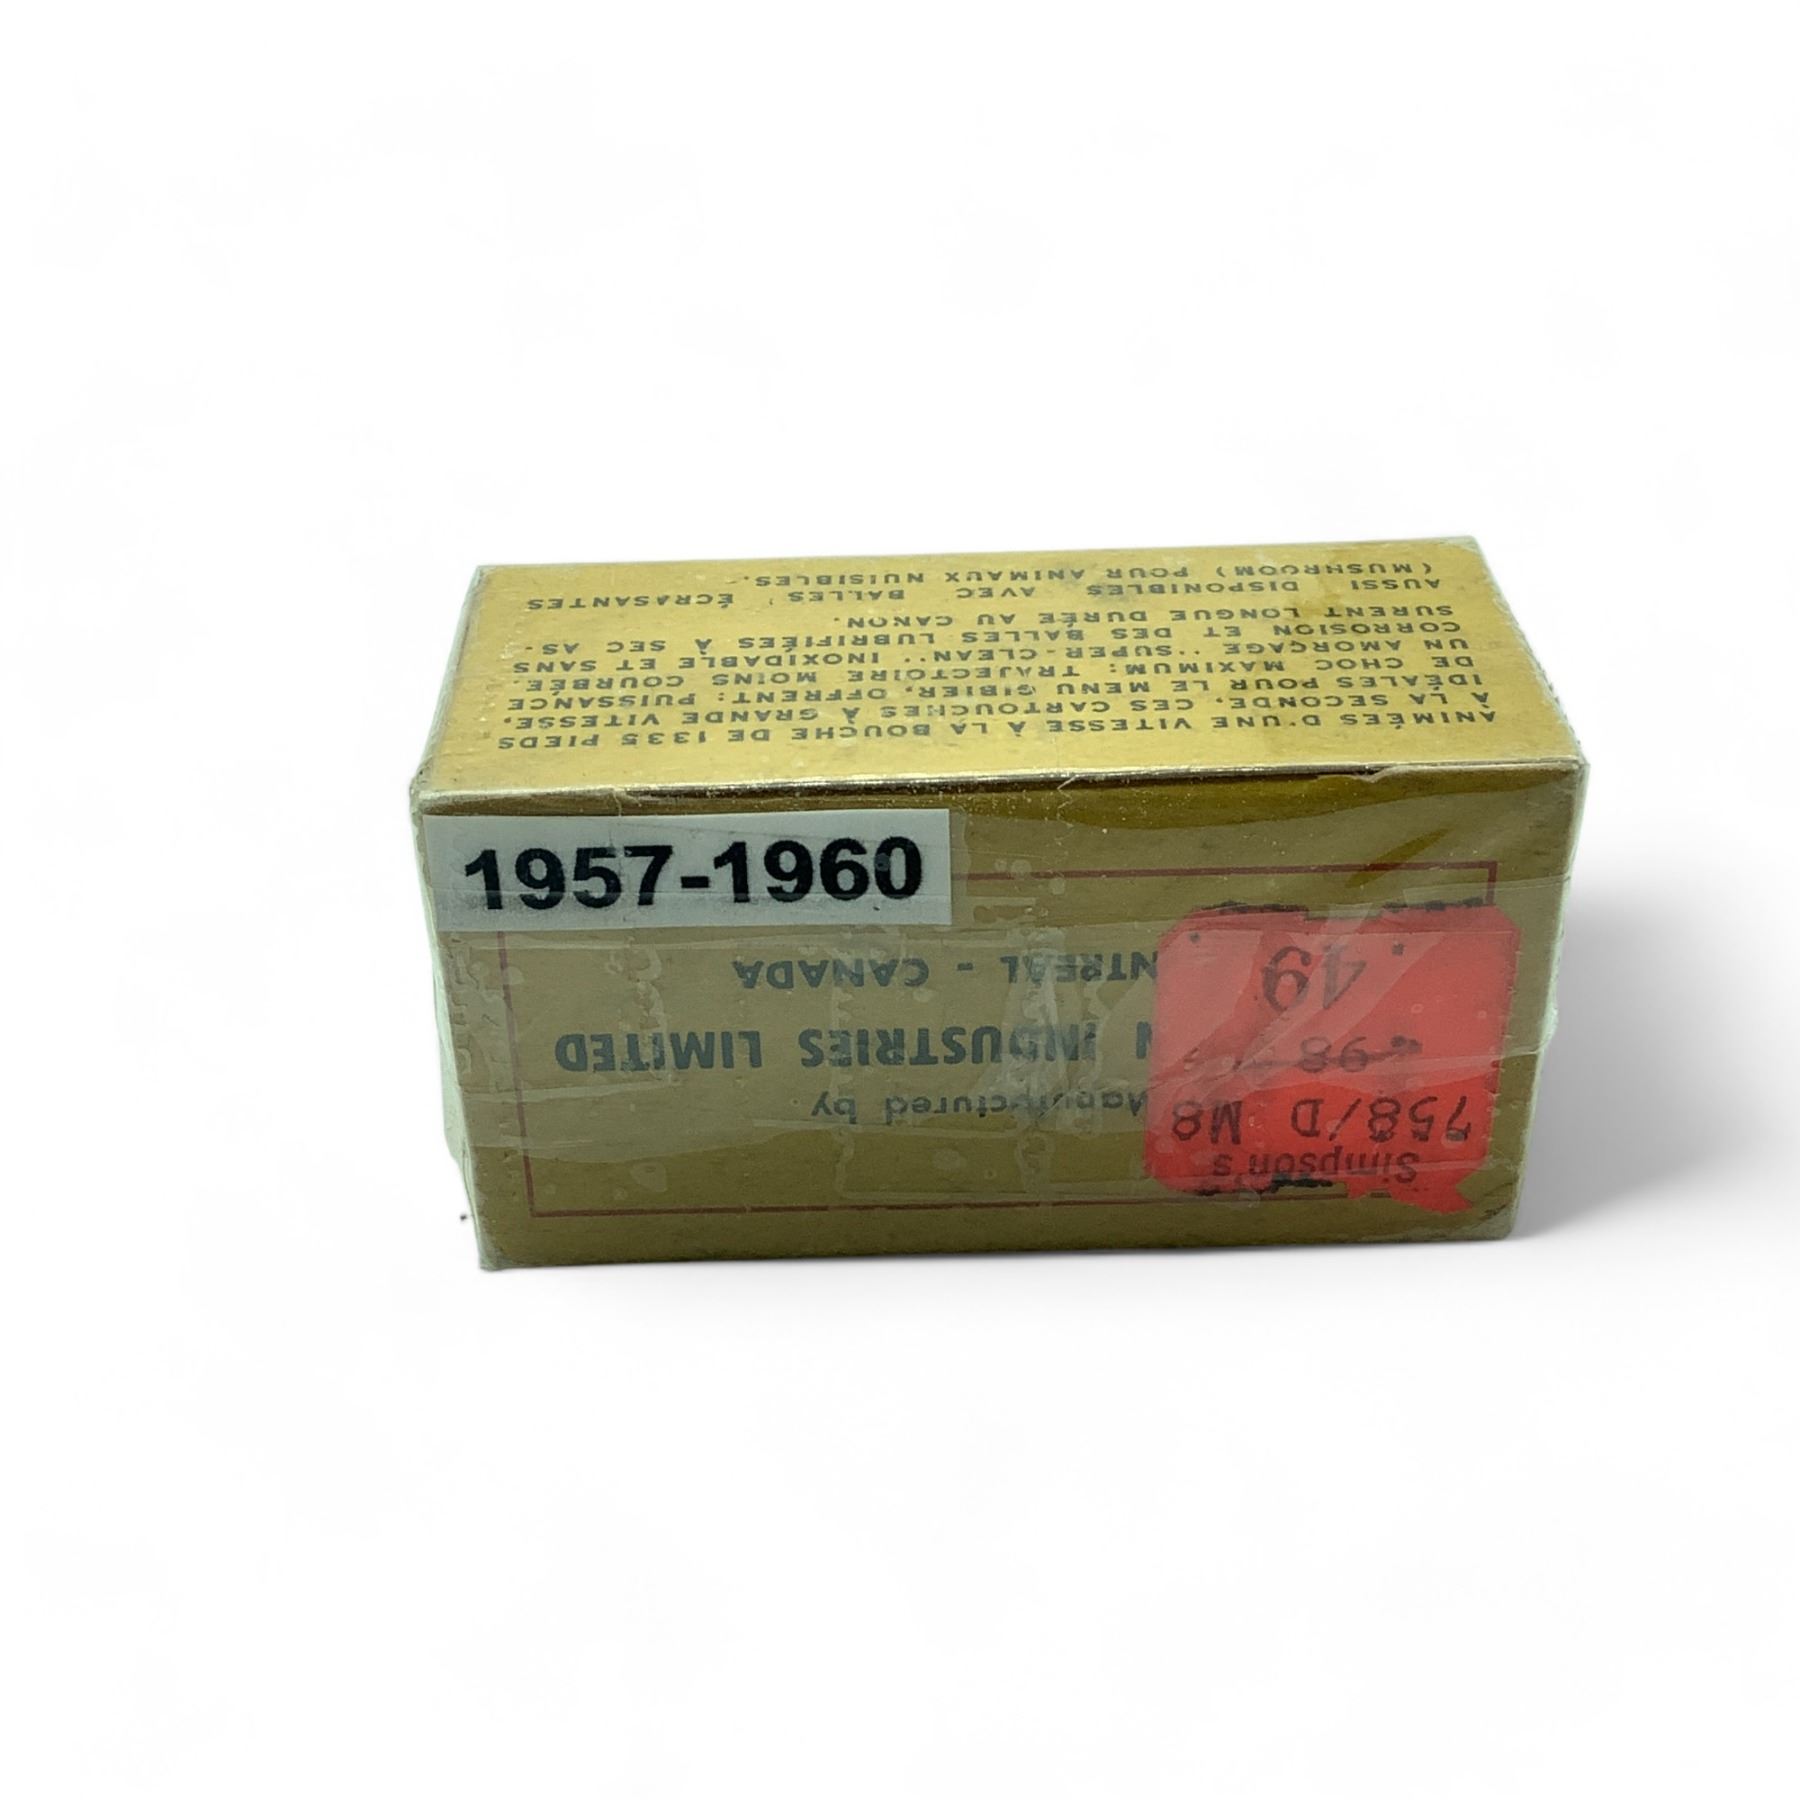 ANIMÉES D'UNE VITESSE À LA BOUCHE DE 1335 PIEDS
À LA SECONDE, CES CARTOUCHES À GRANDE VITESSE,
IDÉALES POUR LE MENU GIBIER, OFFRENT: PUISSANCE
DE CHOC MAXIMUM: TRAJECTOIRE MOINS COURBÉE.
UN AMORÇAGE "SUPER-CLEAN" INOXIDABLE ET SANS
CORROSION ET DES BALLES LUBRIFIÉES À SEC AS-
SURENT LONGUE DURÉE AU CANON.
AUSSI DISPONIBLES AVEC BALLES ÉCRASANTES
(MUSHROOM) POUR ANIMAUX NUISIBLES.
1957-1960
Manufactured by
N INDUSTRIES LIMITED
NTREAL - CANADA
Simpson's
758/D M8
.98
.49